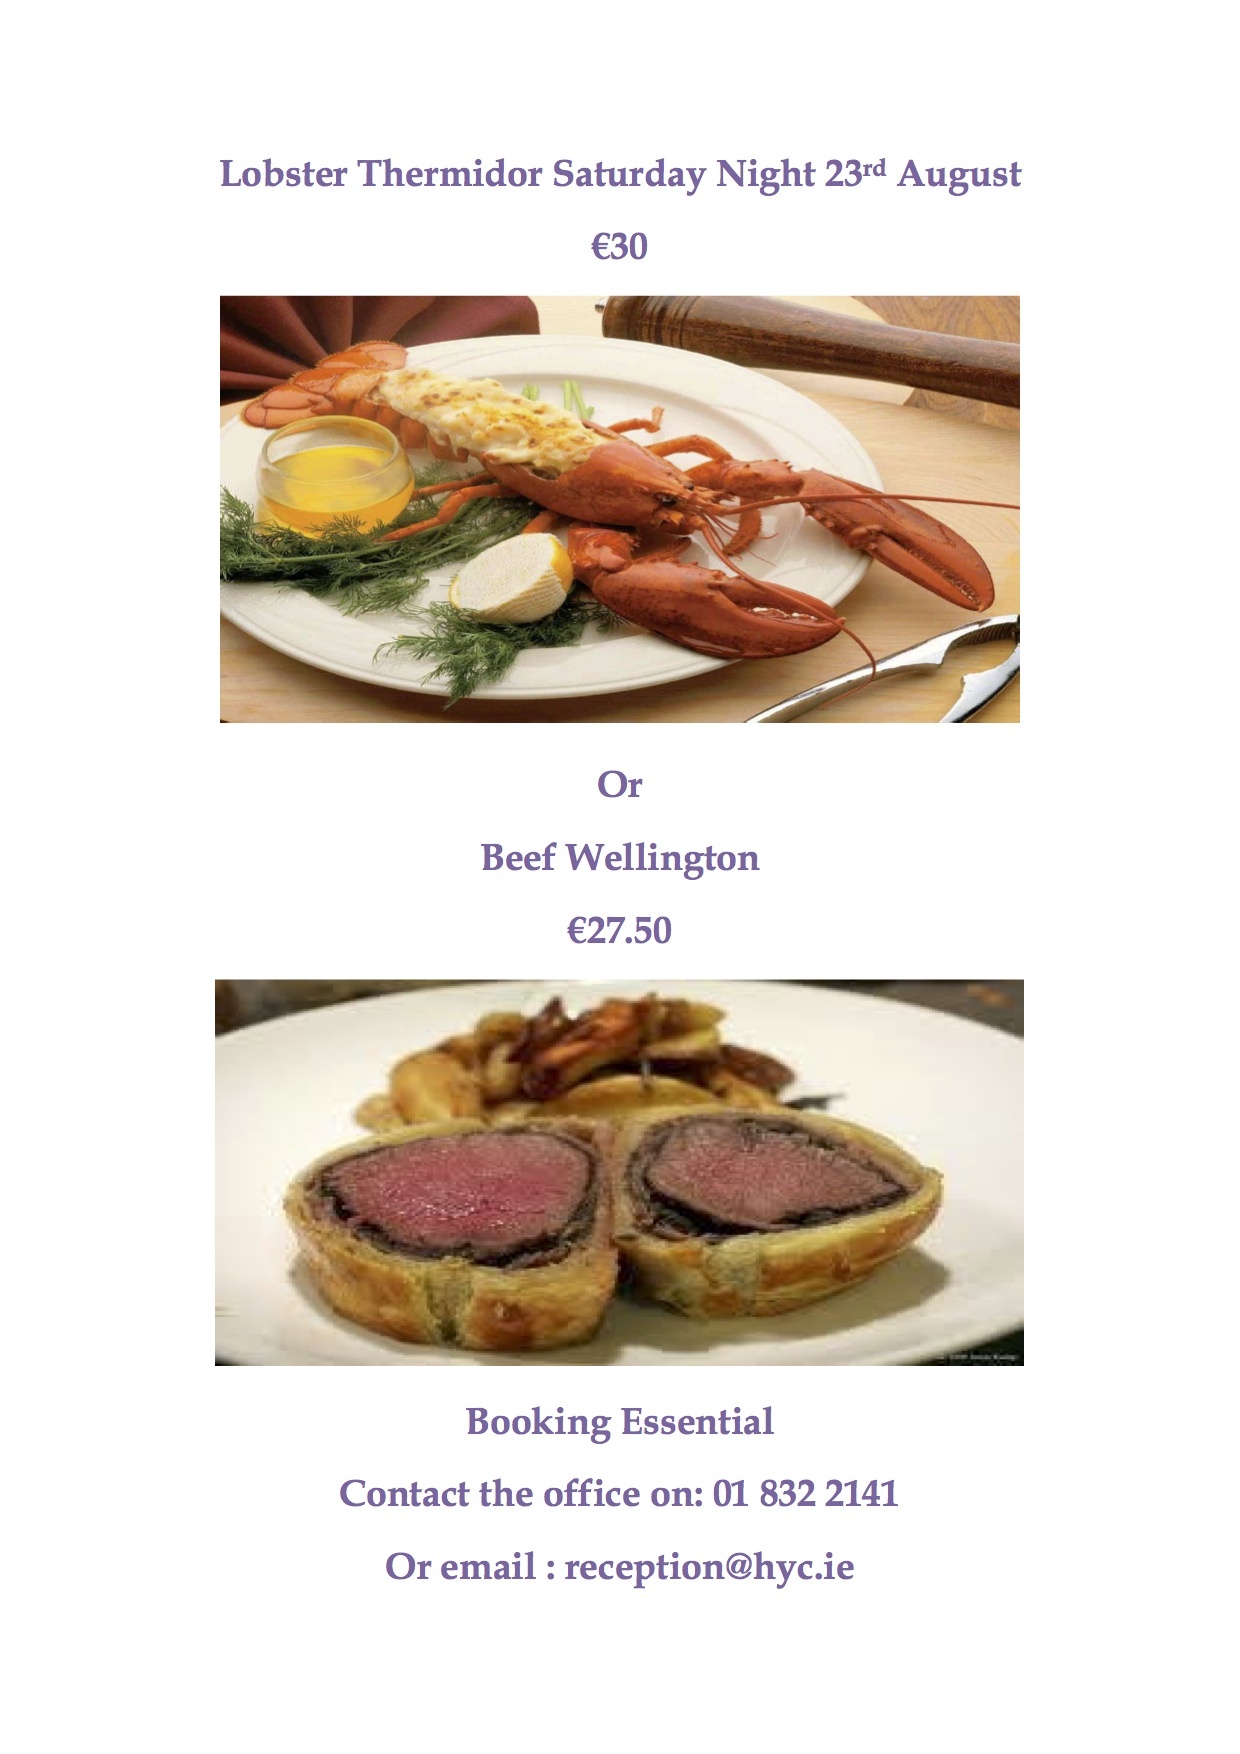 Lobster Thermidor Saturday Night 23rd August
€30
Or
Beef Wellington
€27.50
Booking Essential
Contact the office on: 01 832 2141
Or email : reception@hyc.ie